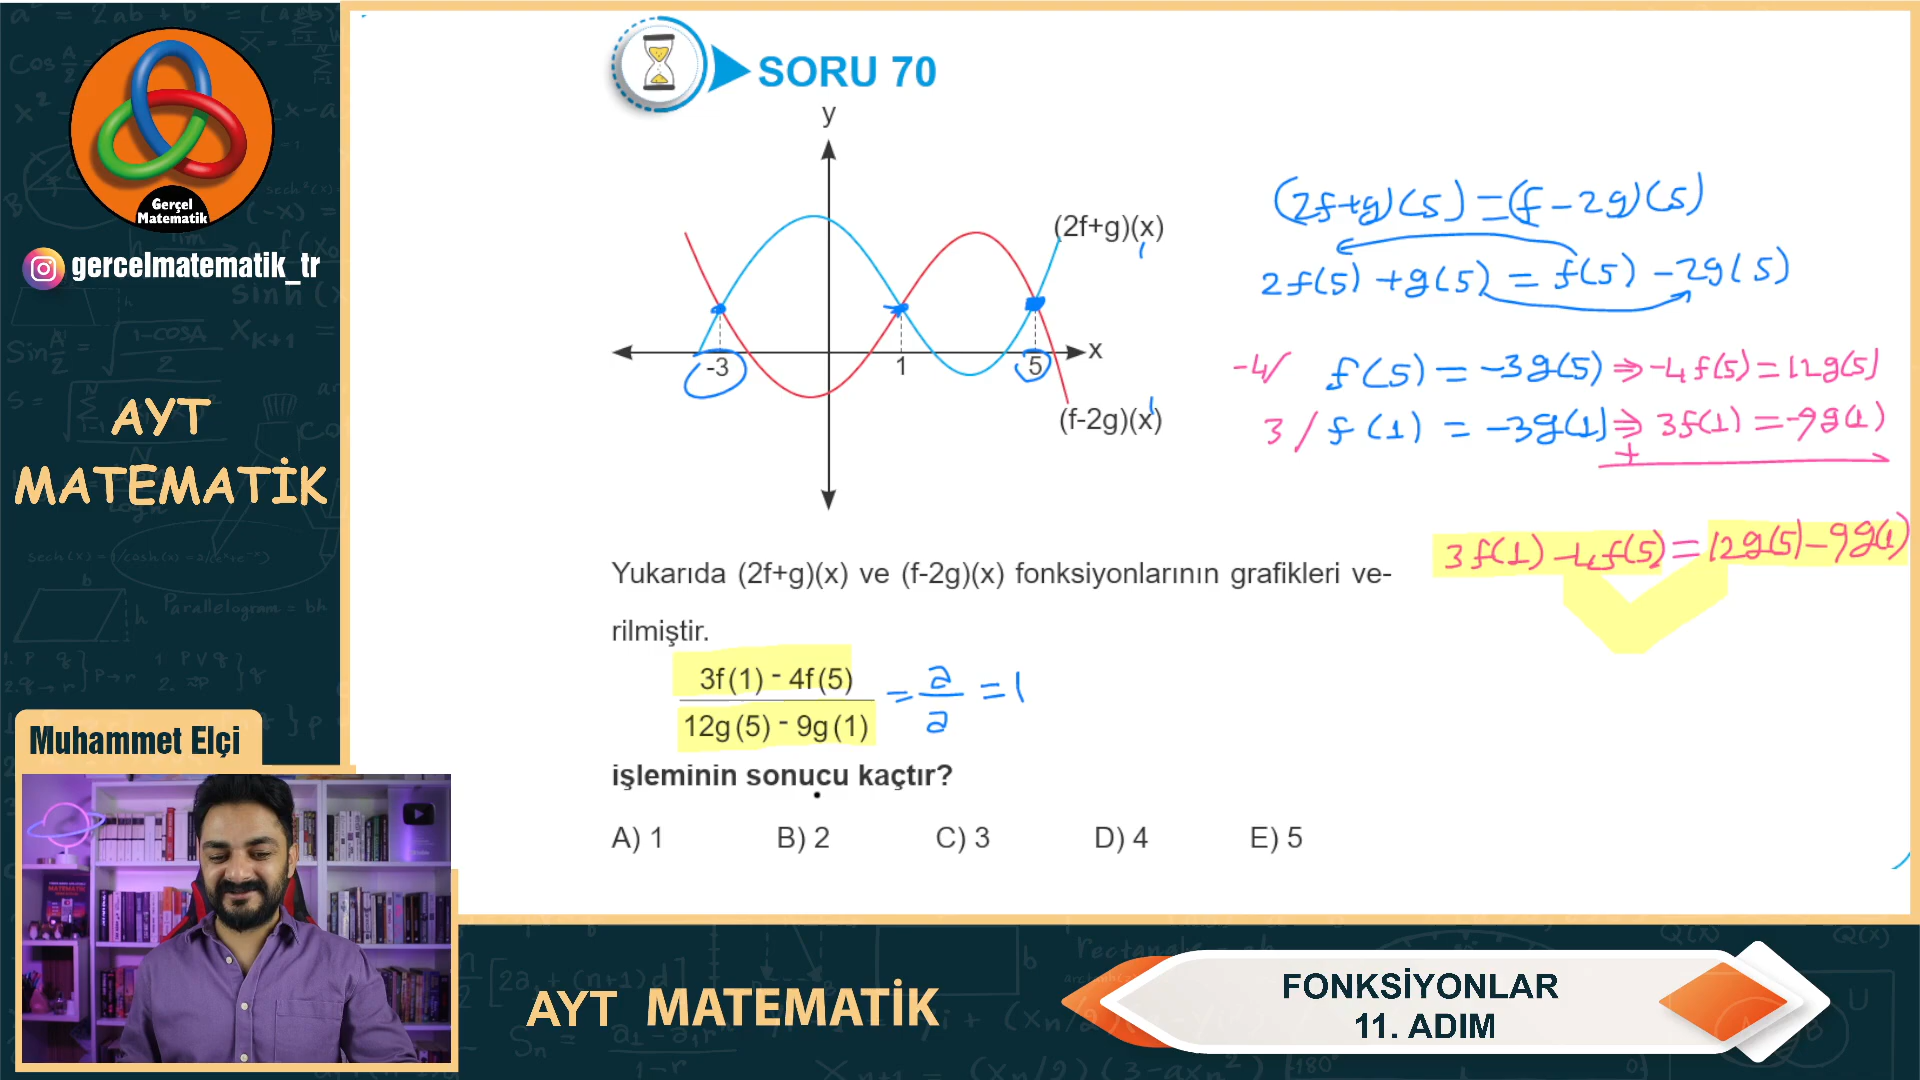 Gerçel
Matematik
gercelmatematik_tr
AYT
MATEMATİK
Muhammet Elçi
SORU 70
y
(2f+g)(x)
x
-3
1
5
(f-2g)(x)
Yukarıda (2f+g)(x) ve (f-2g)(x) fonksiyonlarının grafikleri ve-
rilmiştir.
3f(1) - 4f(5)
12g(5) - 9g(1)
= a/a = 1
işleminin sonucu kaçtır?
A) 1 B) 2 C) 3 D) 4 E) 5
(2f+g)(5) = (f-2g)(5)
2f(5) + g(5) = f(5) - 2g(5)
-4/ f(5) = -3g(5) ⇒ -4f(5) = 12g(5)
3/ f(1) = -3g(1) ⇒ 3f(1) = -9g(1)
+
3f(1) - 4f(5) = 12g(5) - 9g(1)
AYT MATEMATİK
FONKSİYONLAR
11. ADIM